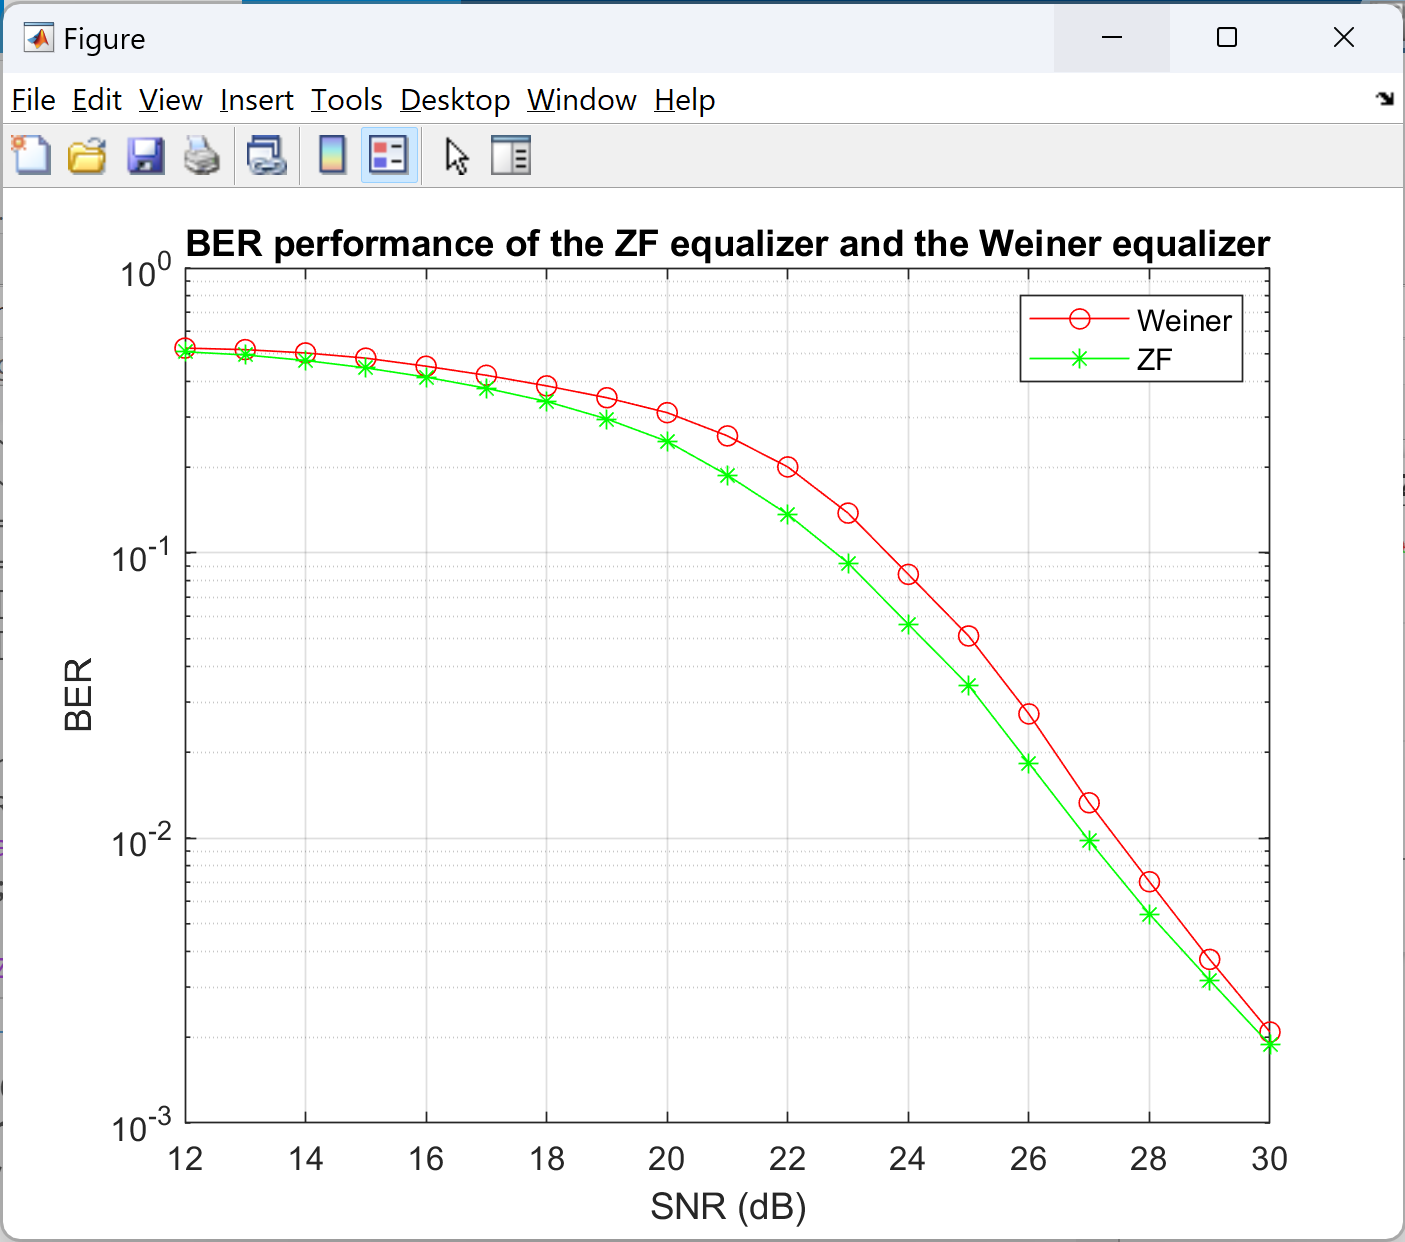 Figure
File Edit View Insert Tools Desktop Window Help
BER performance of the ZF equalizer and the Weiner equalizer
10^0
10^-1
10^-2
10^-3
BER
Weiner
ZF
12 14 16 18 20 22 24 26 28 30
SNR (dB)